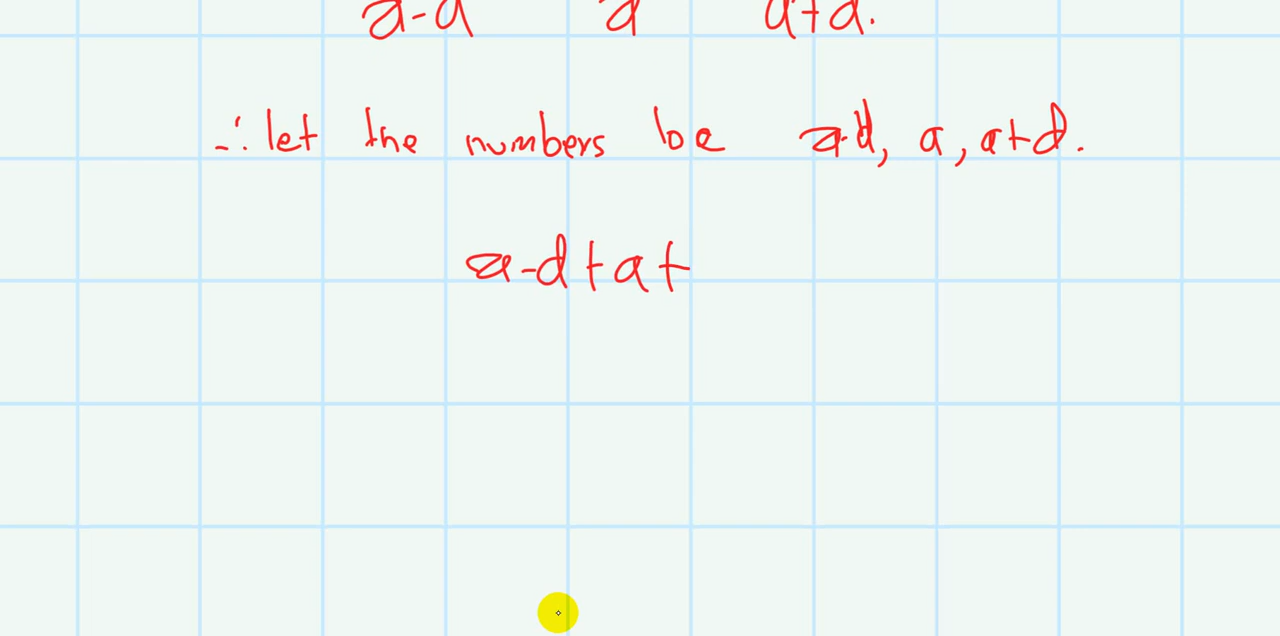 a-d a a+d.
∴ let the numbers be a-d, a, a+d.
a-d+a+